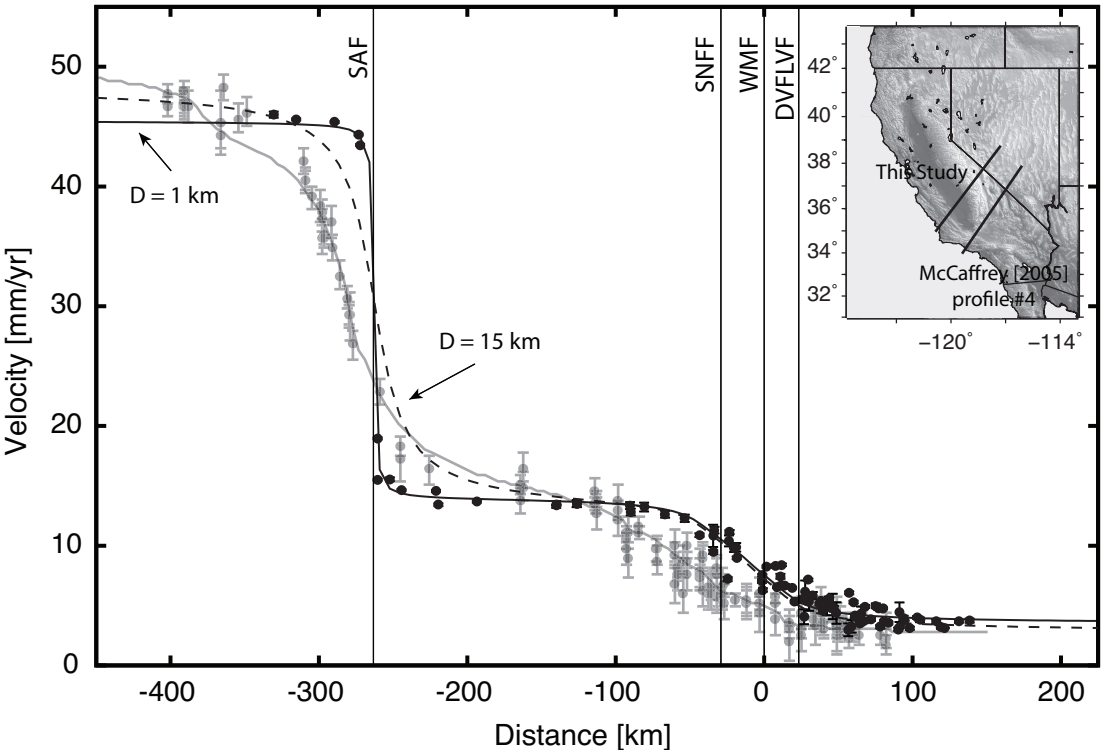 50
40
30
20
10
0
Velocity [mm/yr]
-400
-300
-200
-100
0
100
200
Distance [km]
SAF
SNFF
WMF
DVFLVF
D = 1 km
D = 15 km
42°
40°
38°
36°
34°
32°
−120°
−114°
This Study
McCaffrey [2005]
profile #4